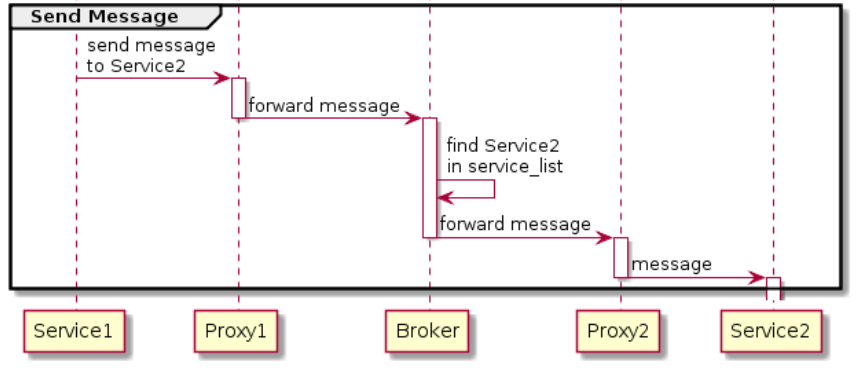 Send Message
send message
to Service2
forward message
find Service2
in service_list
forward message
message
Service1
Proxy1
Broker
Proxy2
Service2